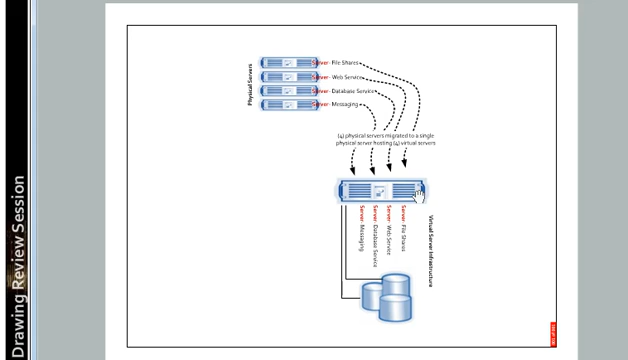 Drawing Review Session
Physical Servers
Server- File Shares
Server- Web Service
Server- Database Service
Server- Messaging
(4) physical servers migrated to a single
physical server hosting (4) virtual servers
Server- Messaging
Server- Database Service
Server- Web Service
Server- File Shares
Virtual Server Infrastructure